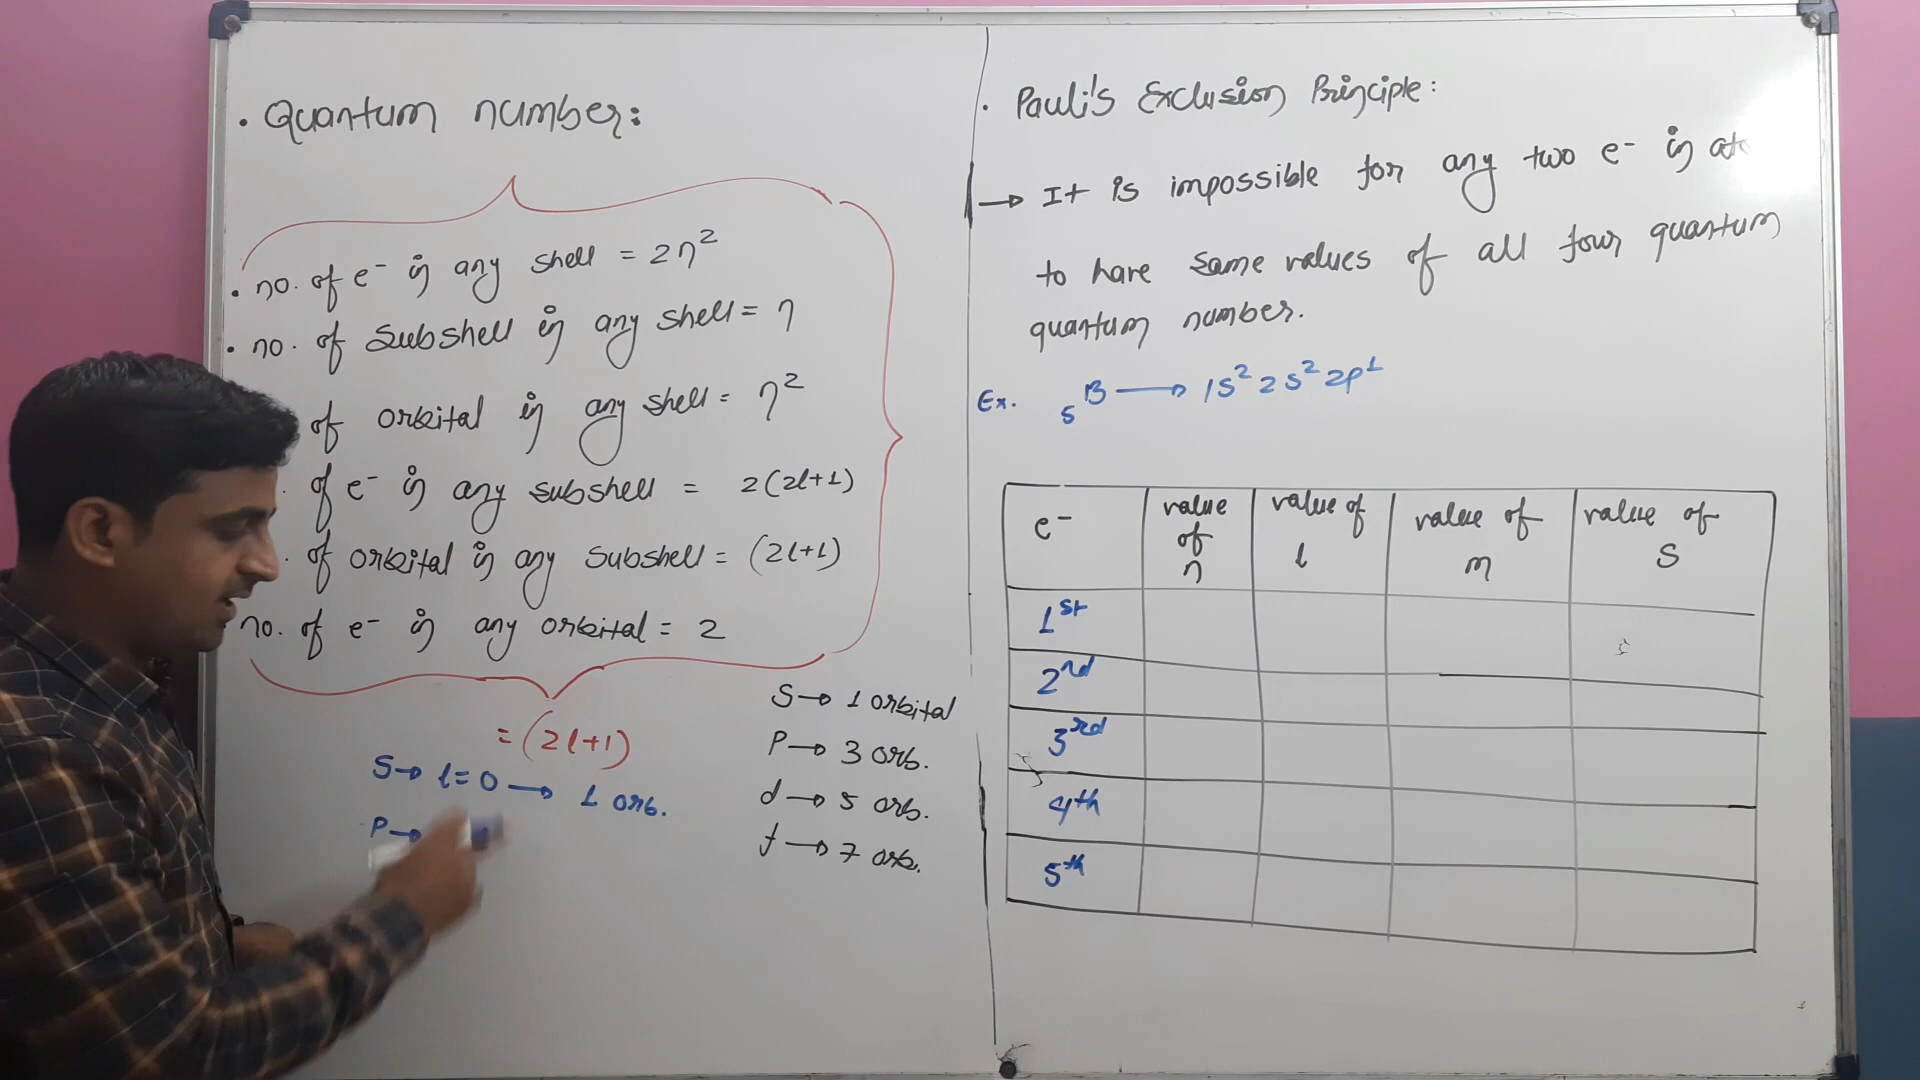 • Quantum number:
• no. of e⁻ in any shell = 2n²
• no. of Subshell in any shell = n
of orbital in any shell = n²
of e⁻ in any subshell = 2(2l+1)
of orbital in any subshell = (2l+1)
no. of e⁻ in any orbital = 2
= (2l+1)
S→ l=0 → 1 orb.
P→
S→ 1 orbital
P→ 3 orb.
d→ 5 orb.
f→ 7 orb.
• Pauli's Exclusion Principle:
→ It is impossible for any two e⁻ in
to have same values of all four quantum
quantum number.
Ex. ₅B → 1s² 2s² 2p¹
e⁻ value of n value of l value of m value of S
1st
2rd
3rd
4th
5th